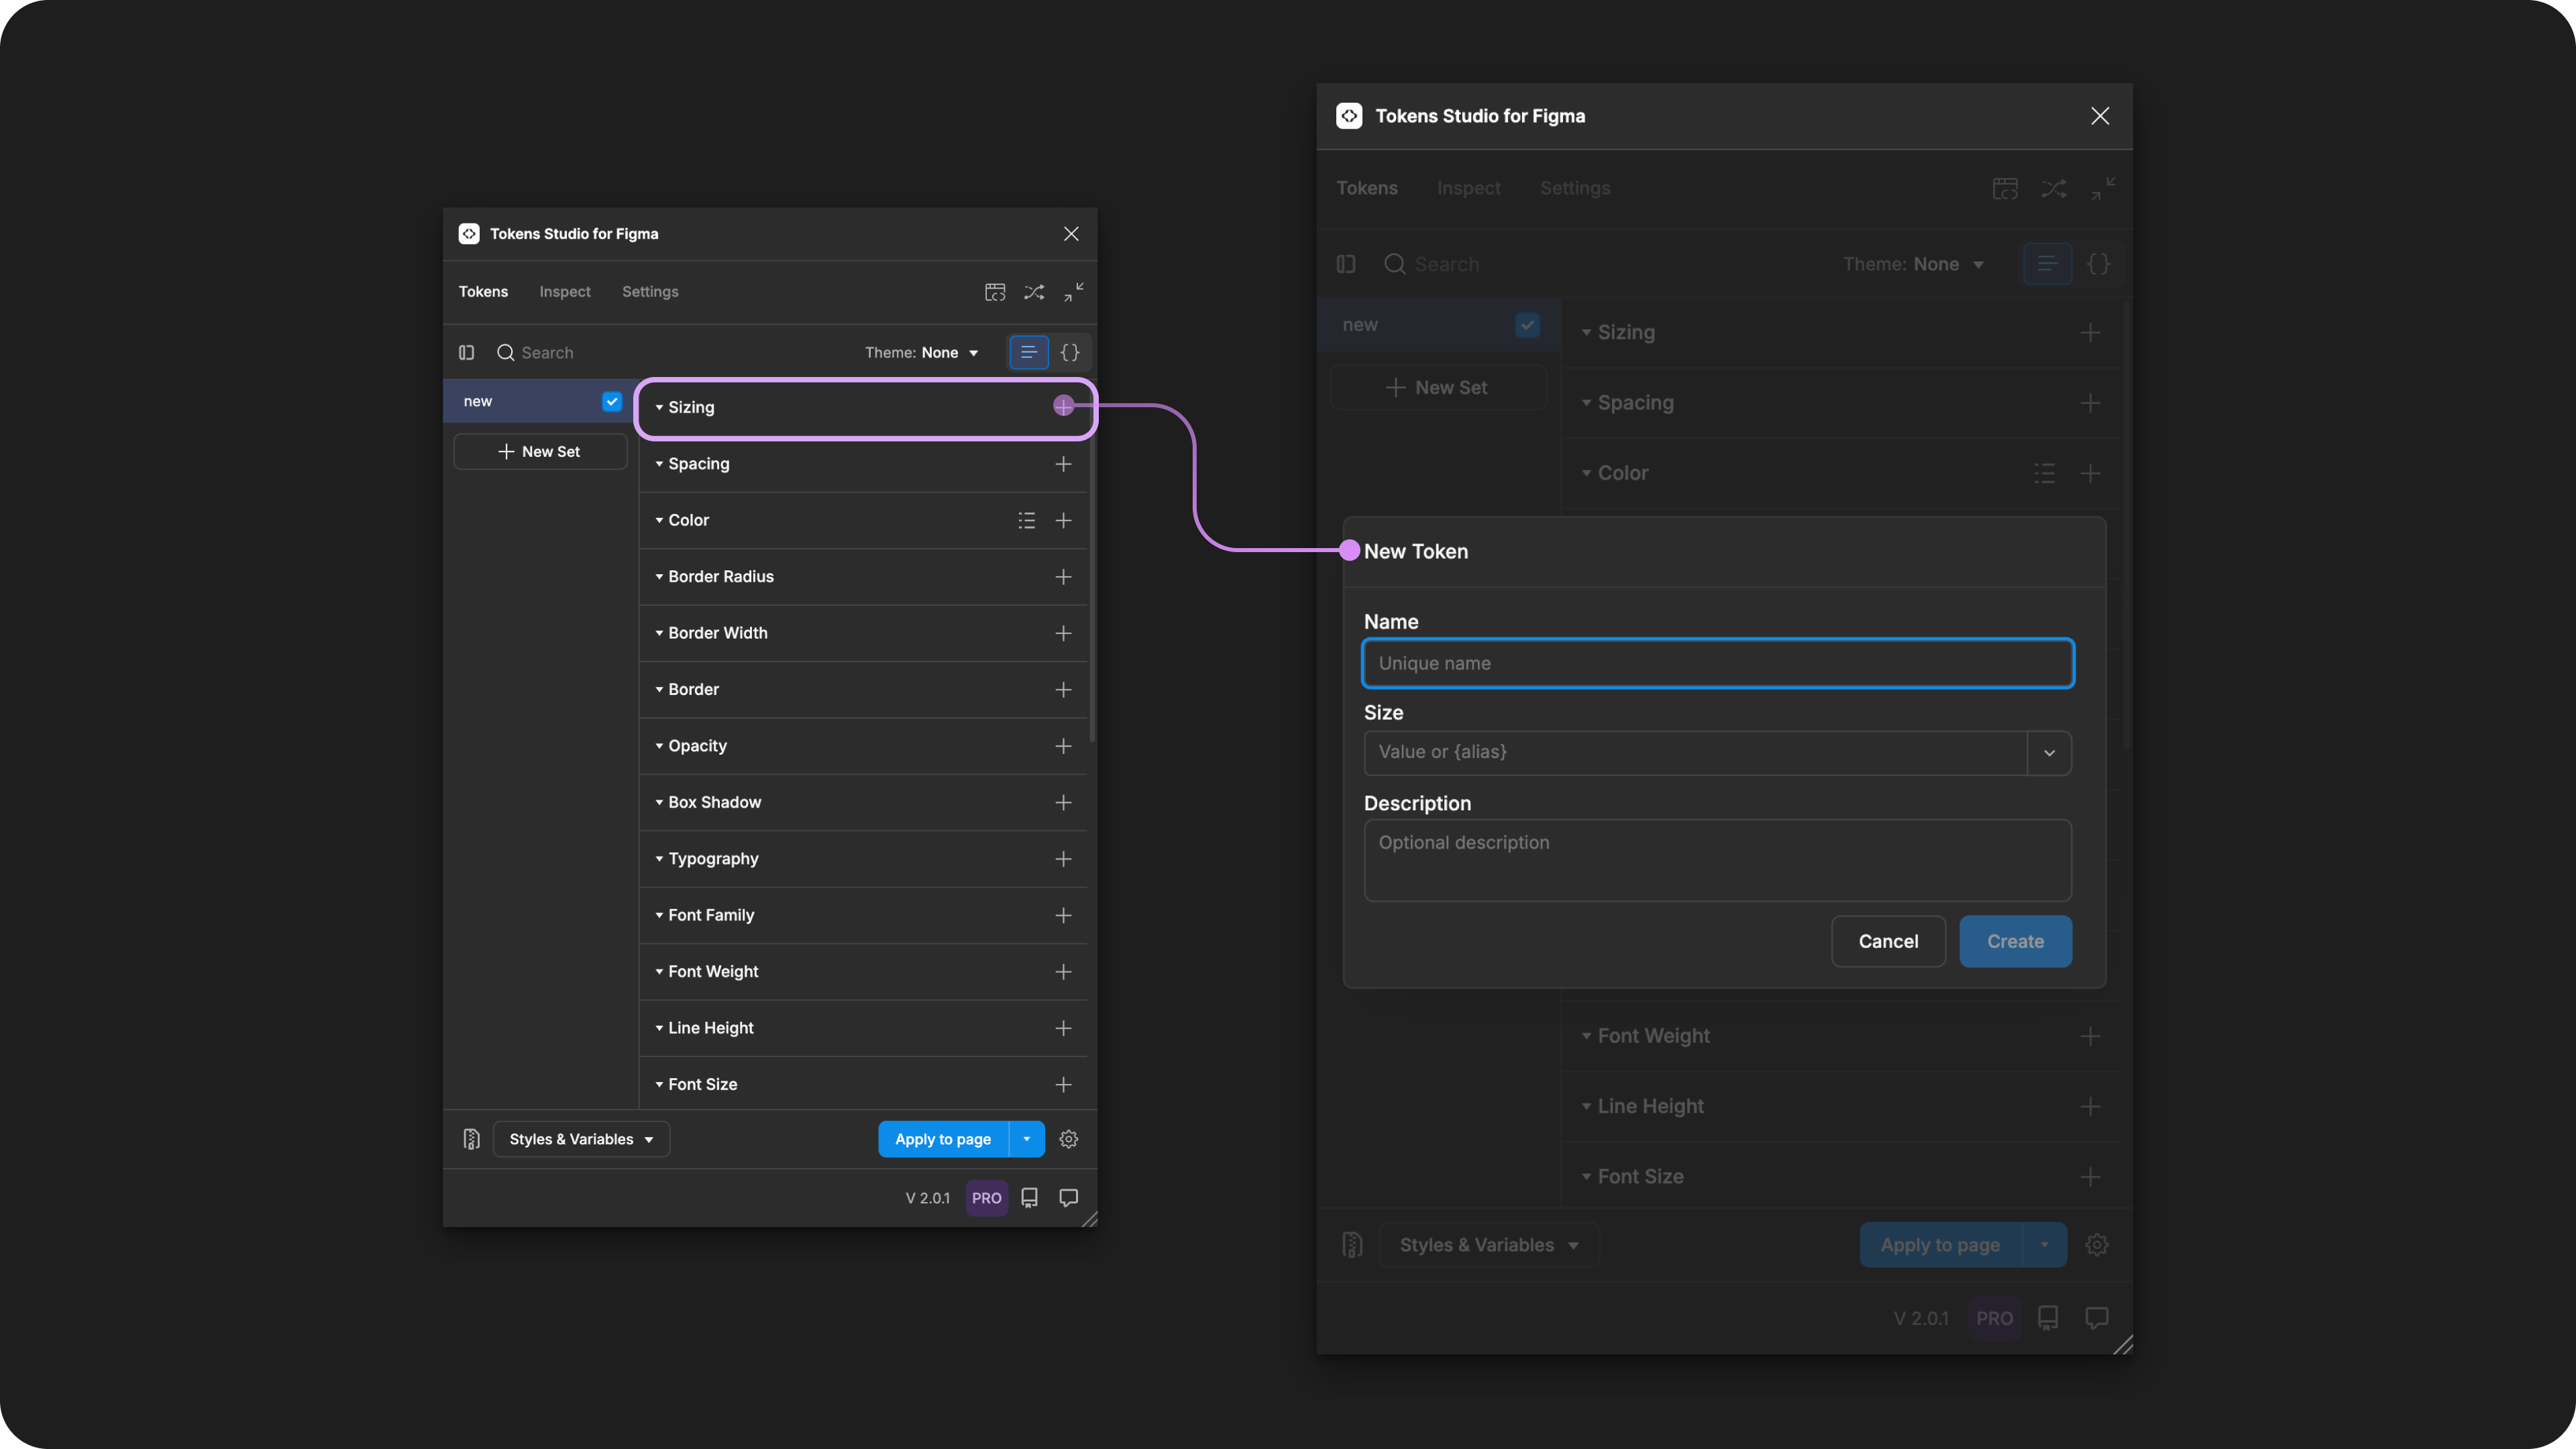 Tokens Studio for Figma
Tokens Inspect Settings
Search Theme: None {}
new
New Set
Sizing
Spacing
Color
Border Radius
Border Width
Border
Opacity
Box Shadow
Typography
Font Family
Font Weight
Line Height
Font Size
Styles & Variables Apply to page
V 2.0.1 PRO
Tokens Studio for Figma
Tokens Inspect Settings
Search Theme: None {}
new
New Set
Sizing
Spacing
Color
New Token
Name
Unique name
Size
Value or {alias}
Description
Optional description
Cancel Create
Font Weight
Line Height
Font Size
Styles & Variables Apply to page
V 2.0.1 PRO